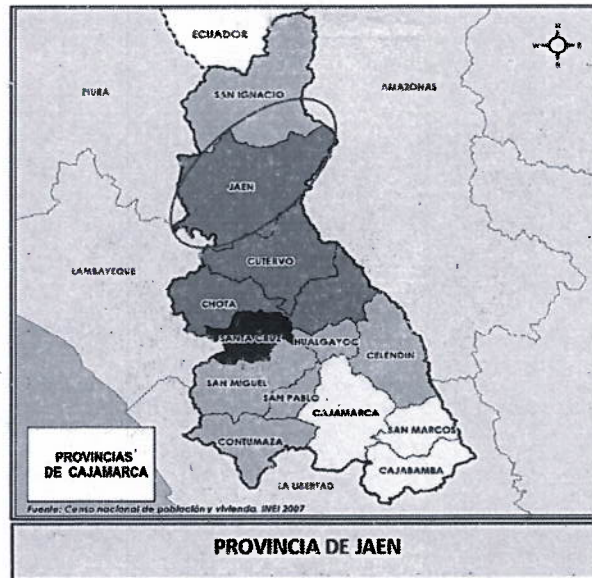 ECUADOR
N
W E
S
SAN IGNACIO
PIURA
AMAZONAS
JAEN
CUTERVO
LAMBAYEQUE
CHOTA
SANTA CRUZ
HUALGAYOC
CELENDIN
SAN MIGUEL
SAN PABLO
CAJAMARCA
SAN MARCOS
CONTUMAZA
CAJABAMBA
PROVINCIAS
DE CAJAMARCA
LA LIBERTAD
Fuente: Censo nacional de población y vivienda. INEI 2007
PROVINCIA DE JAEN